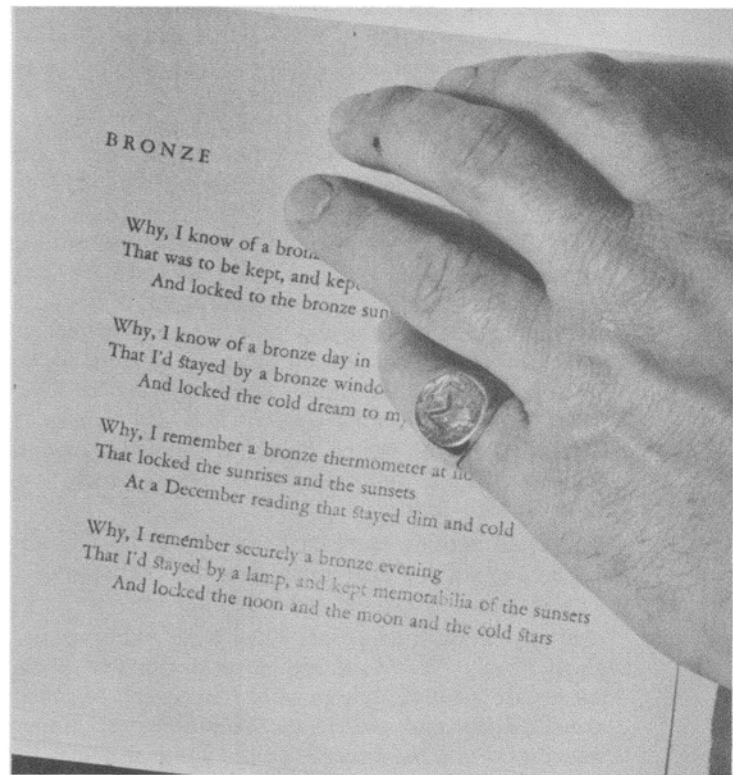 BRONZE
Why, I know of a
That was to be kept, and
And locked to the bronze
Why, I know of a bronze day in
That I'd stayed by a bronze
And locked the cold dream to
Why, I remember a bronze thermometer at
That locked the sunrises and the sunsets
At a December reading that stayed dim and cold
Why, I remember securely a bronze evening
That I'd stayed by a lamp, and kept memorabilia of the sunsets
And locked the noon and the moon and the cold stars